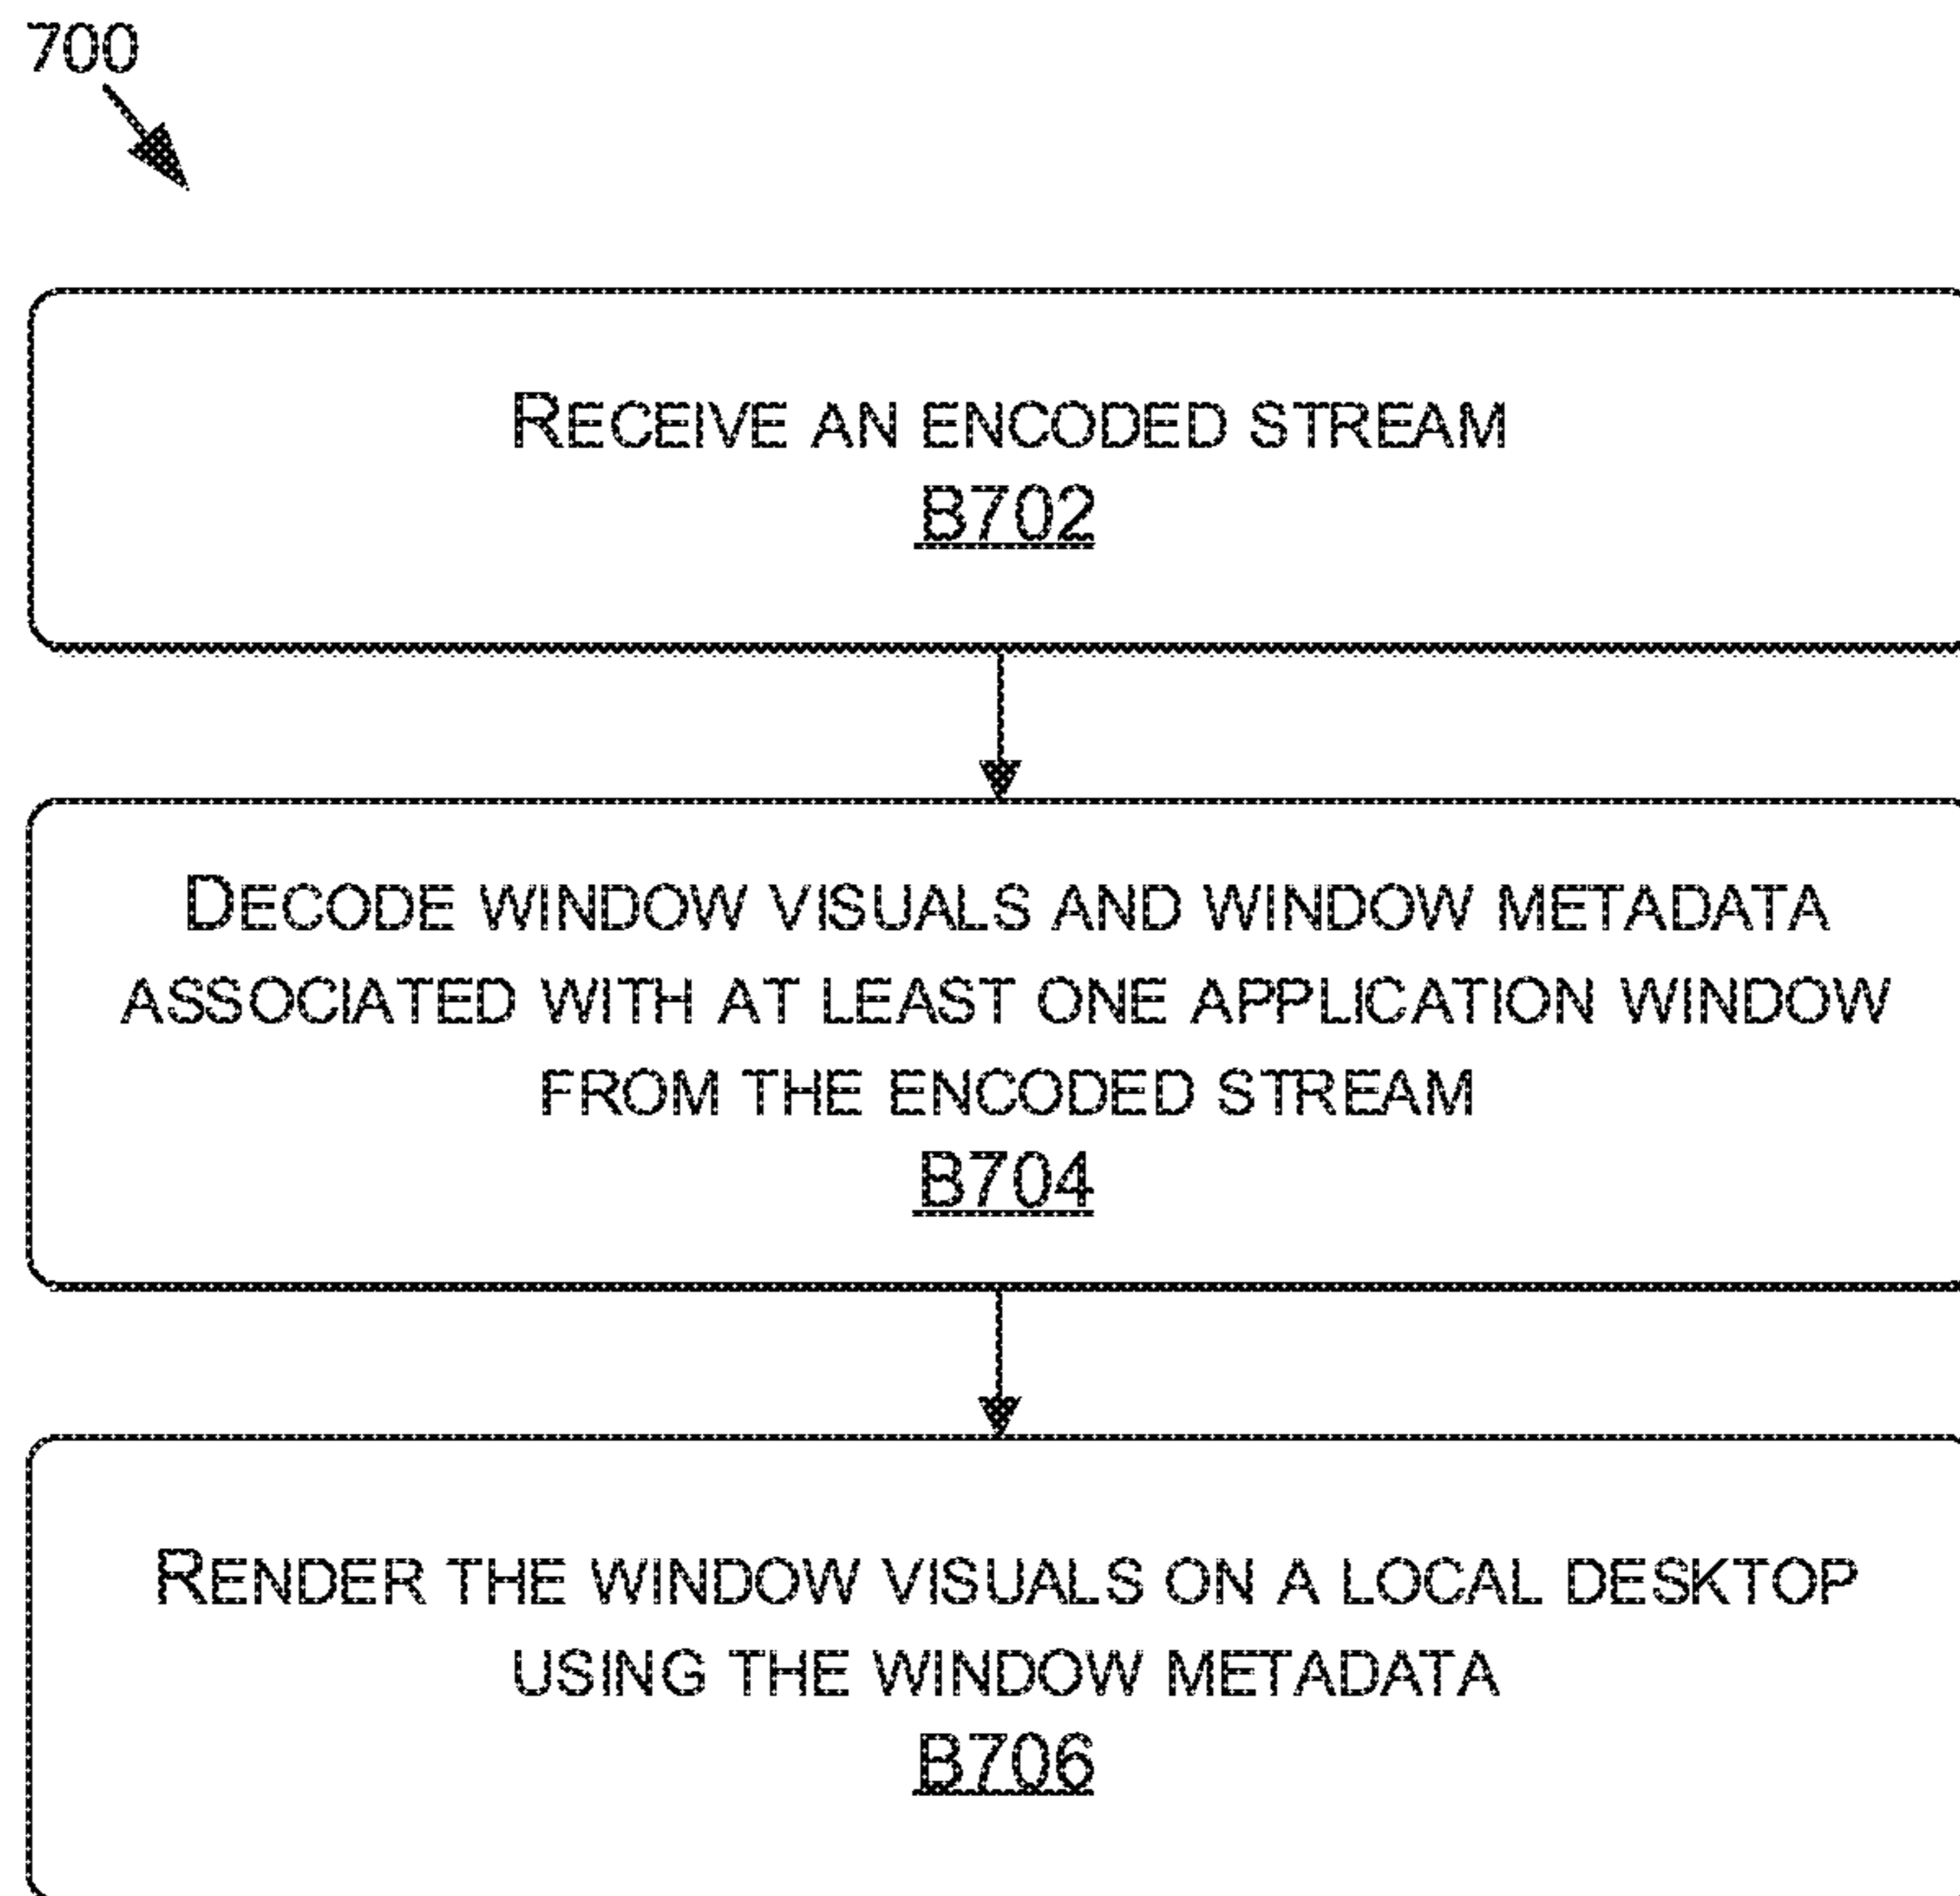 700
RECEIVE AN ENCODED STREAM
B702
DECODE WINDOW VISUALS AND WINDOW METADATA
ASSOCIATED WITH AT LEAST ONE APPLICATION WINDOW
FROM THE ENCODED STREAM
B704
RENDER THE WINDOW VISUALS ON A LOCAL DESKTOP
USING THE WINDOW METADATA
B706